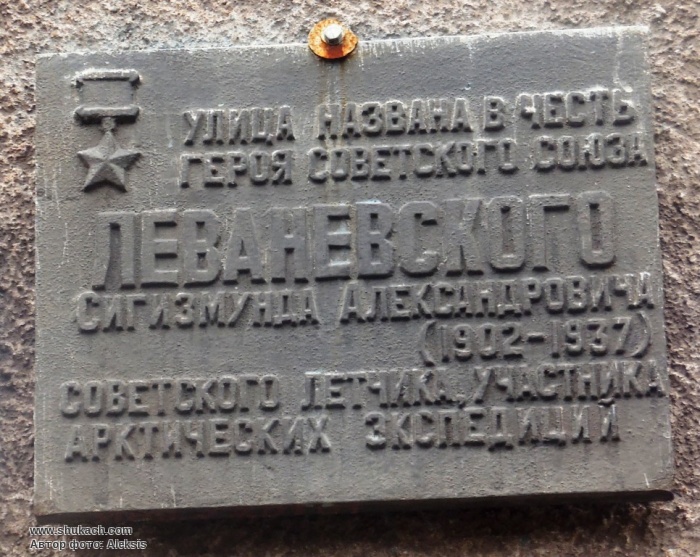 УЛИЦА НАЗВАНА В ЧЕСТЬ
ГЕРОЯ СОВЕТСКОГО СОЮЗА
ЛЕВАНЕВСКОГО
СИГИЗМУНДА АЛЕКСАНДРОВИЧА
(1902-1937)
СОВЕТСКОГО ЛЕТЧИКА, УЧАСТНИКА
АРКТИЧЕСКИХ ЭКСПЕДИЦИЙ
www.shukach.com
Автор фото: Aleksis